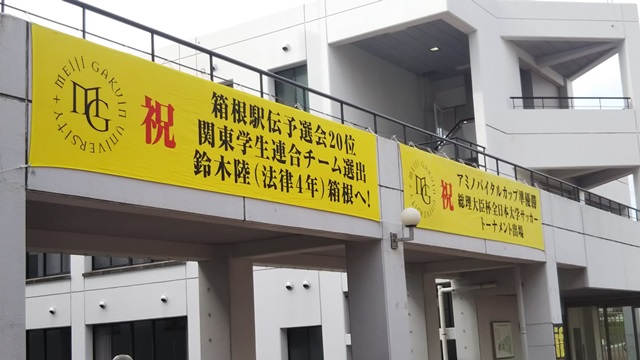 MEIJI GAKUIN UNIVERSITY
MG
祝
箱根駅伝予選会20位
関東学生連合チーム選出
鈴木陸(法律4年)箱根へ!
MEIJI GAKUIN UNIVERSITY
MG
祝
アミノバイタルカップ準優勝
総理大臣杯全日本大学サッカー
トーナメント出場